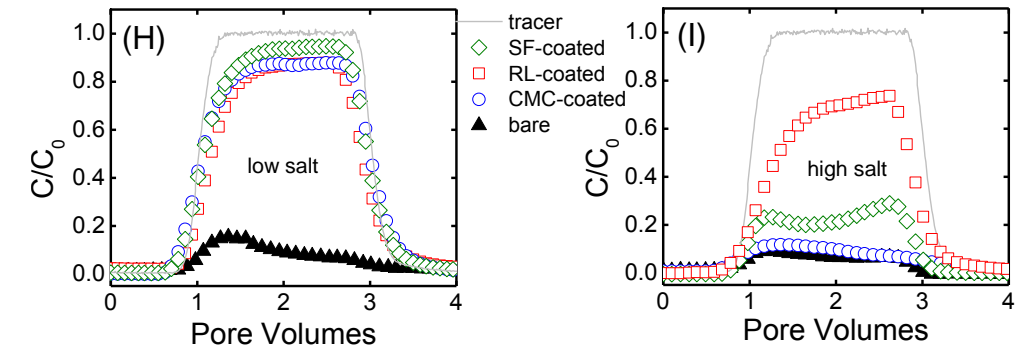 (H)
C/C0
1.0
0.8
0.6
0.4
0.2
0.0
low salt
0 1 2 3 4
Pore Volumes
tracer
SF-coated
RL-coated
CMC-coated
bare
(I)
C/C0
1.0
0.8
0.6
0.4
0.2
0.0
high salt
0 1 2 3 4
Pore Volumes